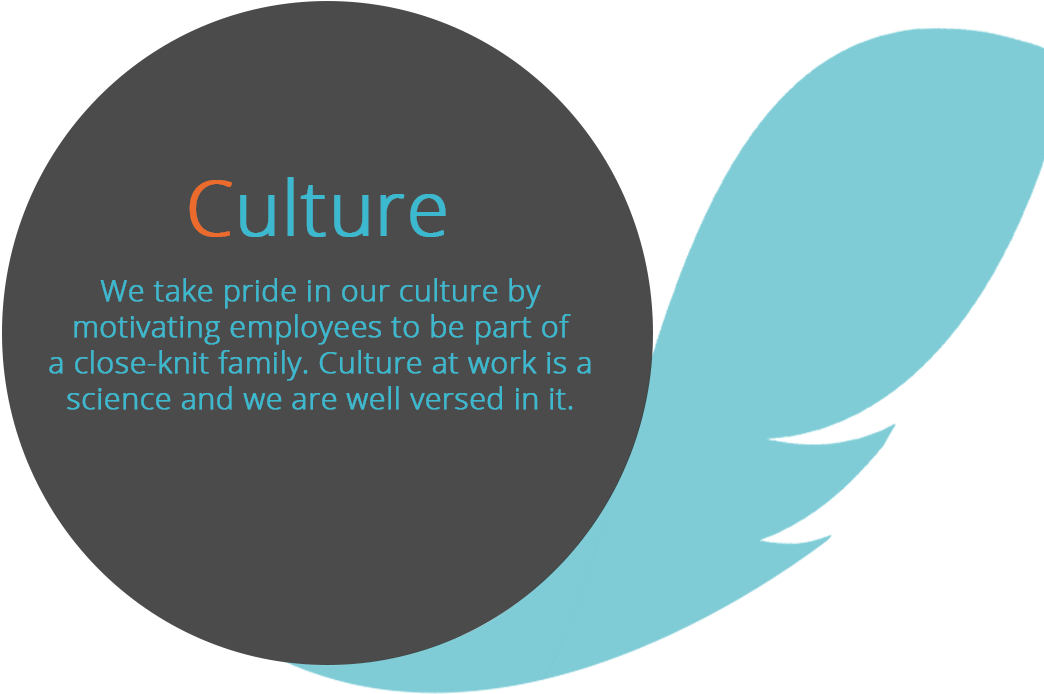 Culture
We take pride in our culture by
motivating employees to be part of
a close-knit family. Culture at work is a
science and we are well versed in it.